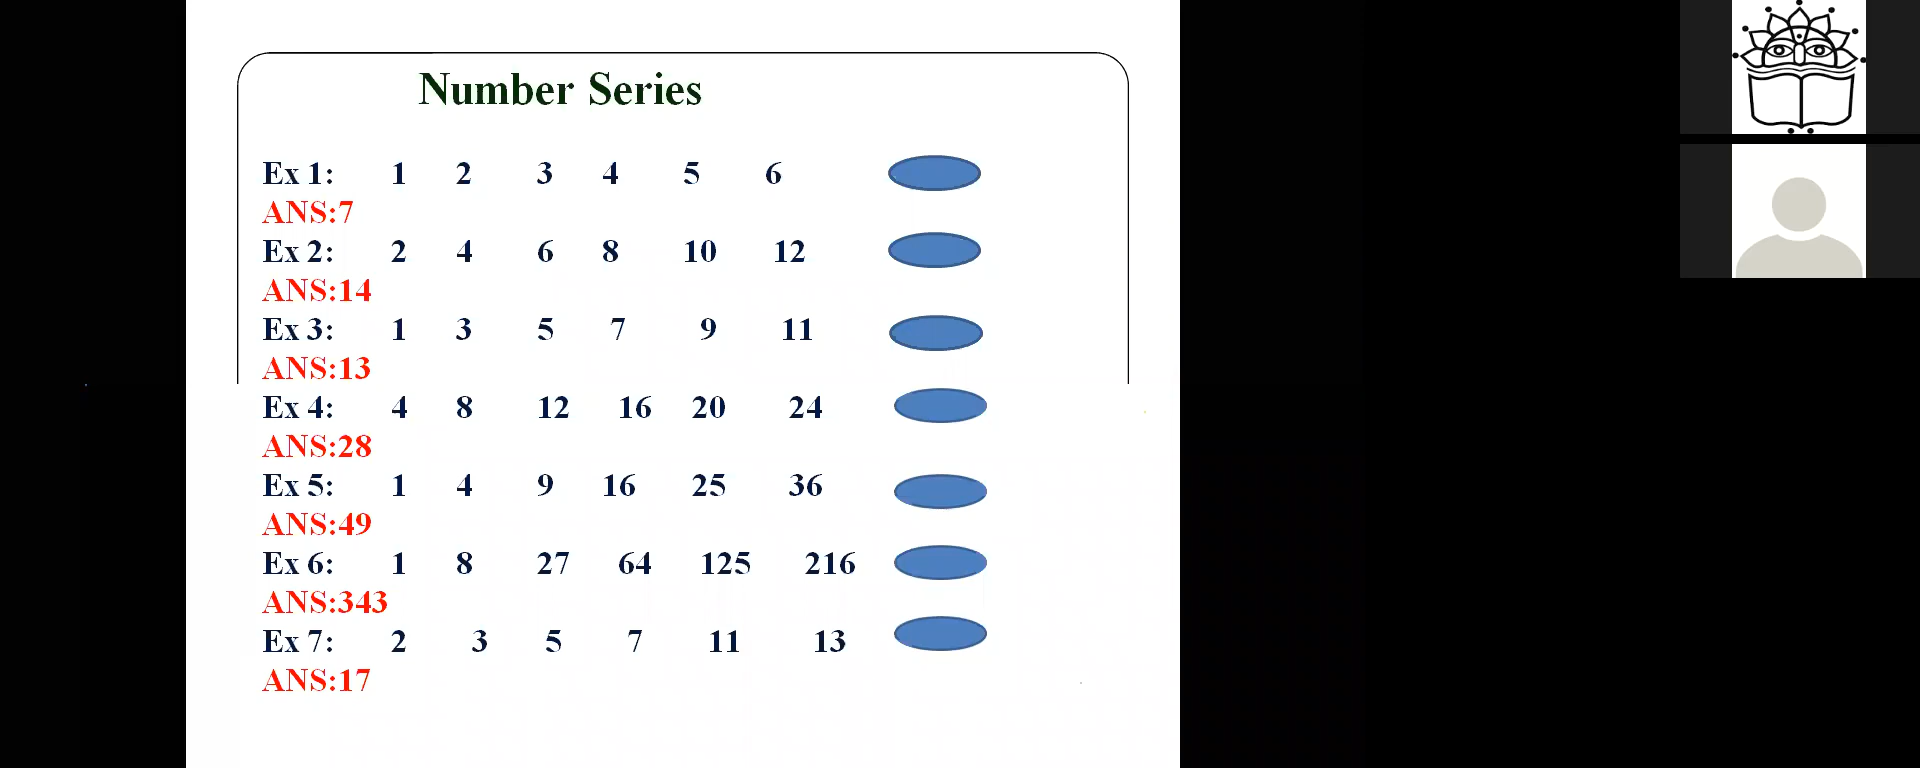 Number Series
Ex 1: 1 2 3 4 5 6
ANS:7
Ex 2: 2 4 6 8 10 12
ANS:14
Ex 3: 1 3 5 7 9 11
ANS:13
Ex 4: 4 8 12 16 20 24
ANS:28
Ex 5: 1 4 9 16 25 36
ANS:49
Ex 6: 1 8 27 64 125 216
ANS:343
Ex 7: 2 3 5 7 11 13
ANS:17